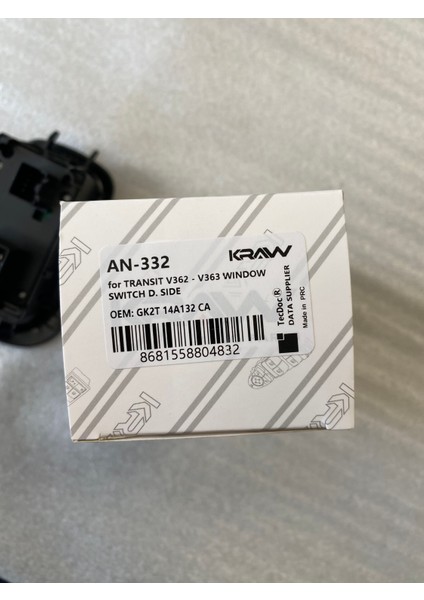 AN-332
KRAW
for TRANSIT V362 - V363 WINDOW
SWITCH D. SIDE
OEM: GK2T 14A132 CA
8681558804832
TecDoc(R)
DATA SUPPLIER
Made in PRC